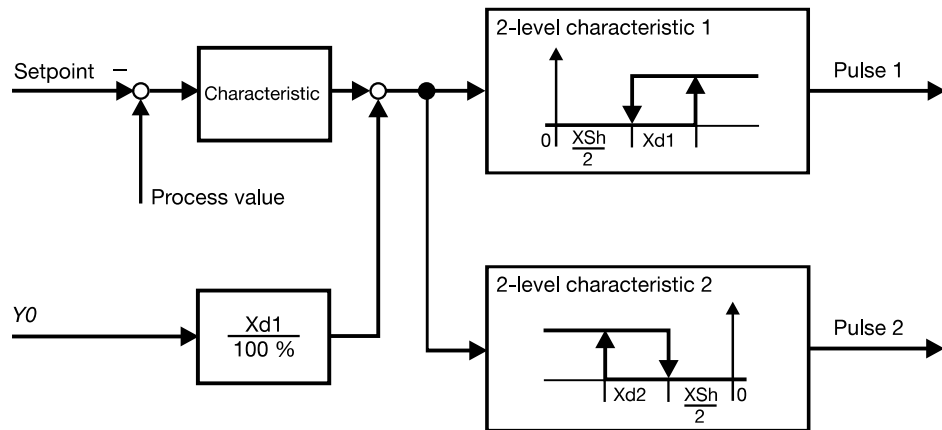 2-level characteristic 1
Setpoint –
Characteristic
Pulse 1
0 XSh
2 Xd1
Process value
2-level characteristic 2
Y0
Xd1
100 %
Pulse 2
Xd2 XSh
2 0